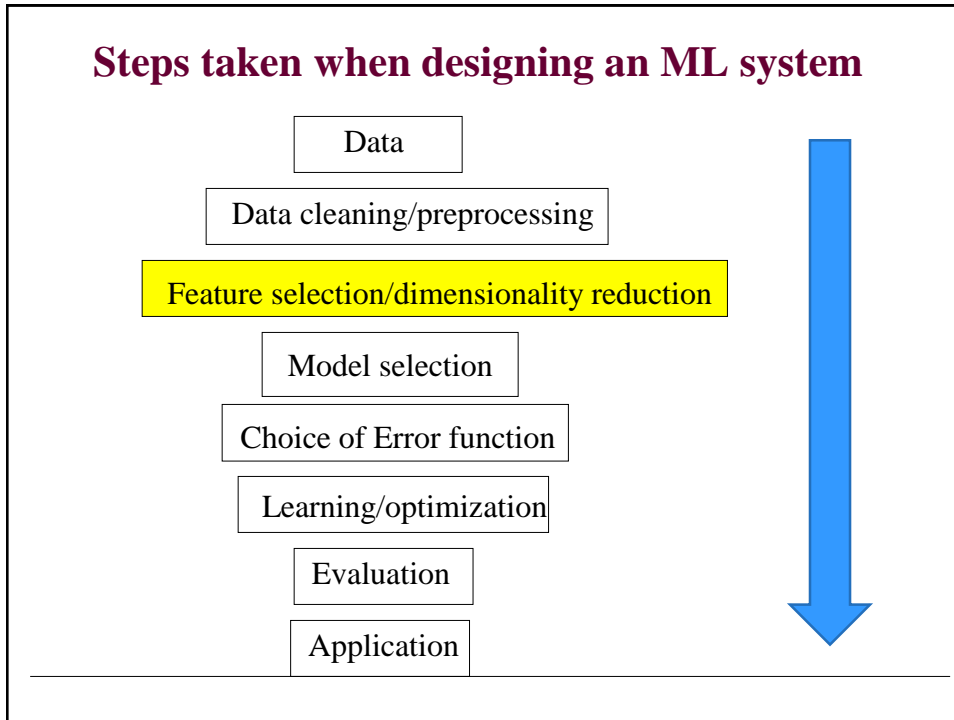 Steps taken when designing an ML system
Data
Data cleaning/preprocessing
Feature selection/dimensionality reduction
Model selection
Choice of Error function
Learning/optimization
Evaluation
Application